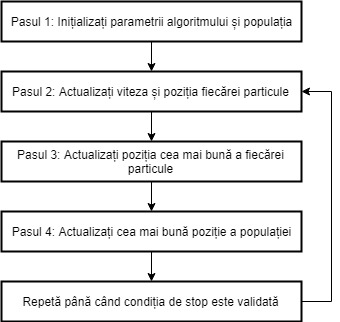 Pasul 1: Inițializați parametrii algoritmului și populația
Pasul 2: Actualizați viteza și poziția fiecărei particule
Pasul 3: Actualizați poziția cea mai bună a fiecărei
particule
Pasul 4: Actualizați cea mai bună poziție a populației
Repetă până când condiția de stop este validată